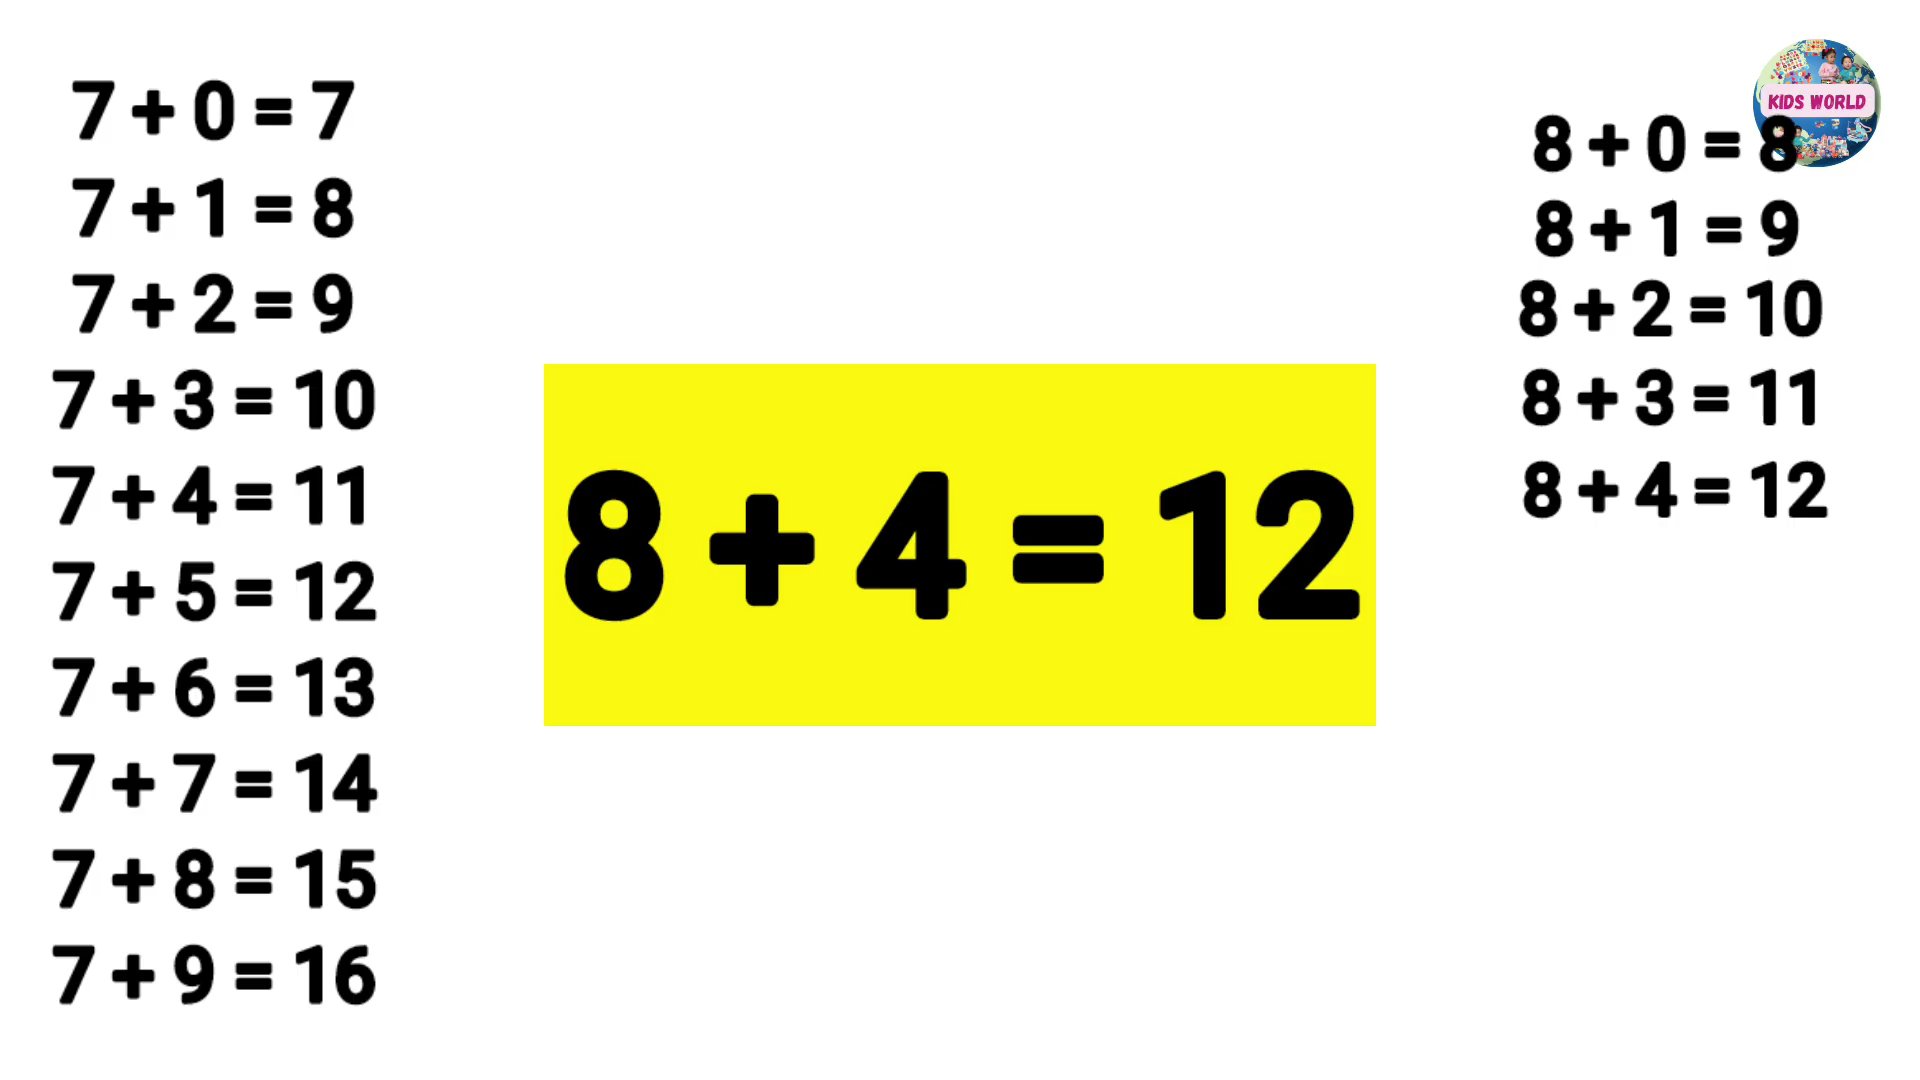 7 + 0 = 7
7 + 1 = 8
7 + 2 = 9
7 + 3 = 10
7 + 4 = 11
7 + 5 = 12
7 + 6 = 13
7 + 7 = 14
7 + 8 = 15
7 + 9 = 16
8 + 4 = 12
KIDS WORLD
8 + 0 = 8
8 + 1 = 9
8 + 2 = 10
8 + 3 = 11
8 + 4 = 12